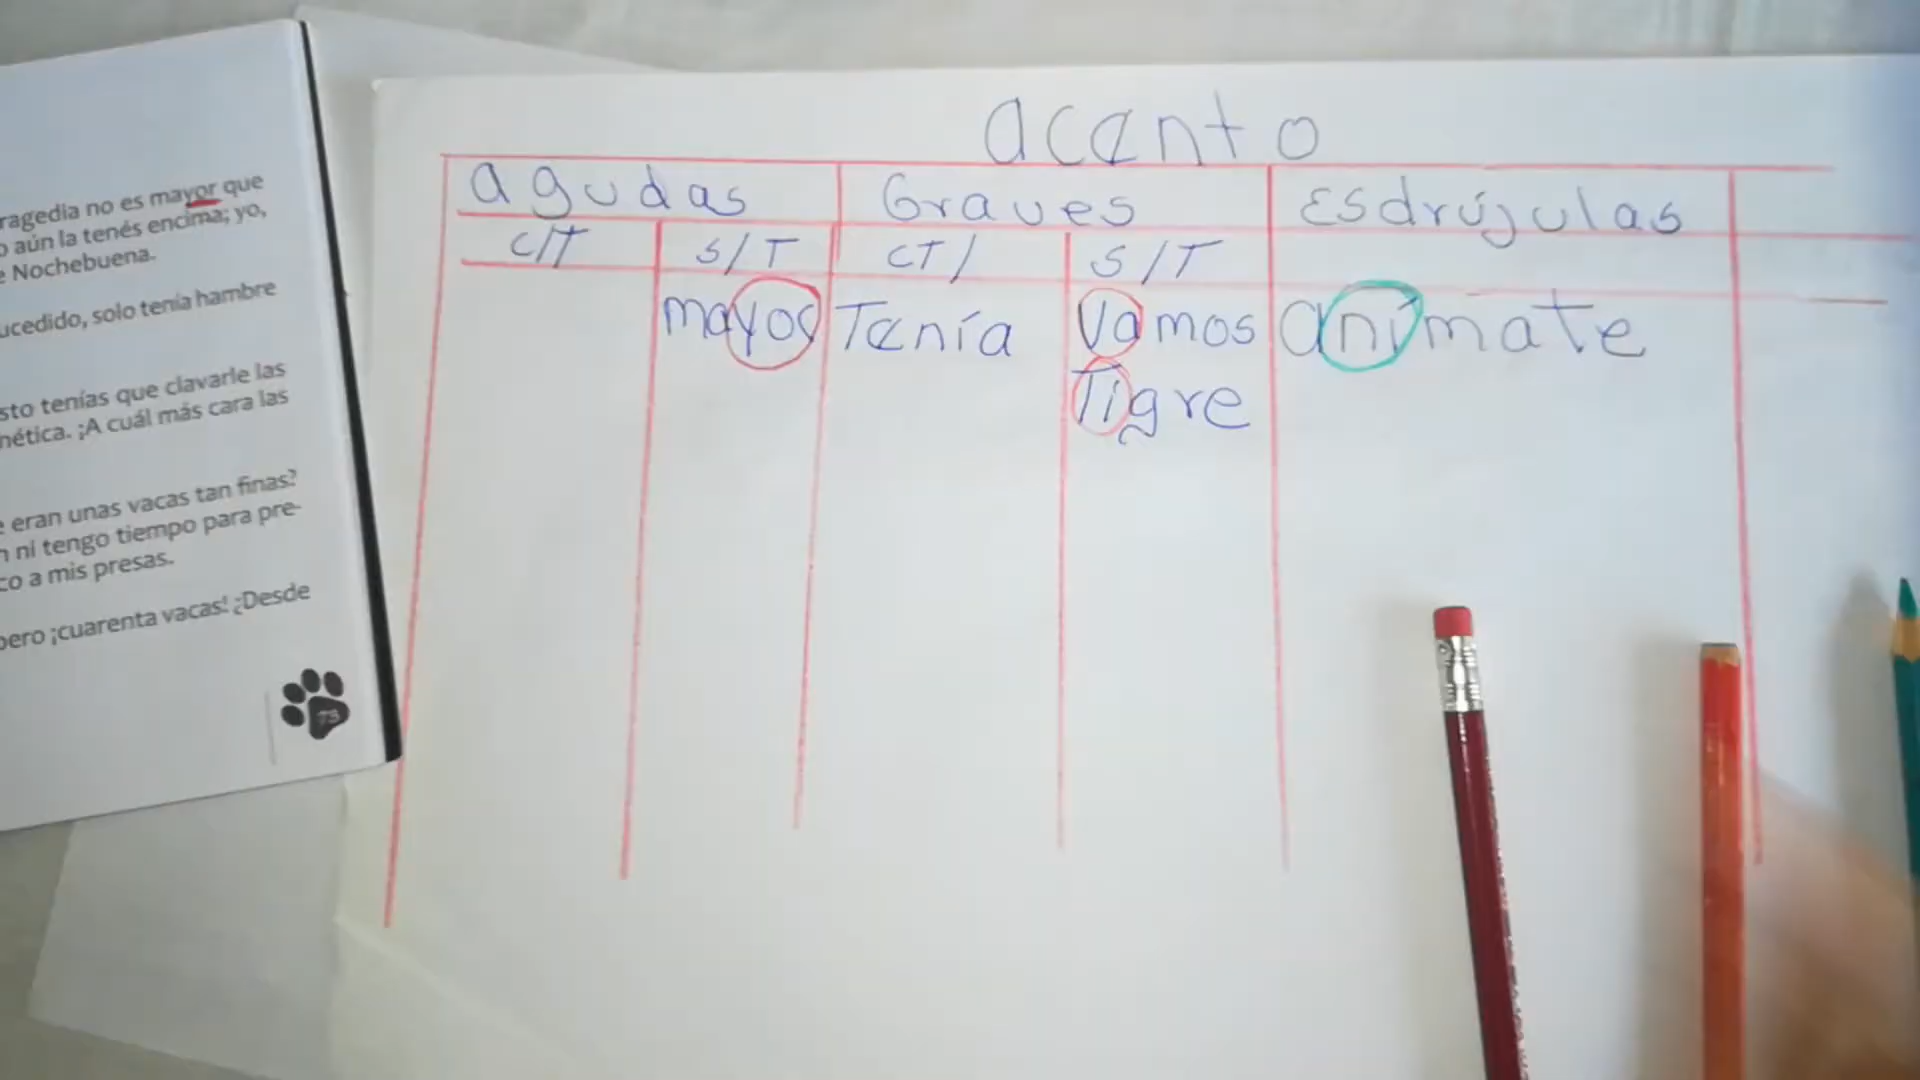 ragedia no es mayor que
o aún la tenés encima; yo,
e Nochebuena.
ucedido, solo tenía hambre
sto tenías que clavarle las
nética. ¡A cuál más cara las
e eran unas vacas tan finas?
n ni tengo tiempo para pre-
co a mis presas.
pero ¡cuarenta vacas! ¿Desde
73
acento
agudas Graves Esdrújulas
C/T S/T CT/ S/T
mayor Tenía Vamos anímate
Tigre